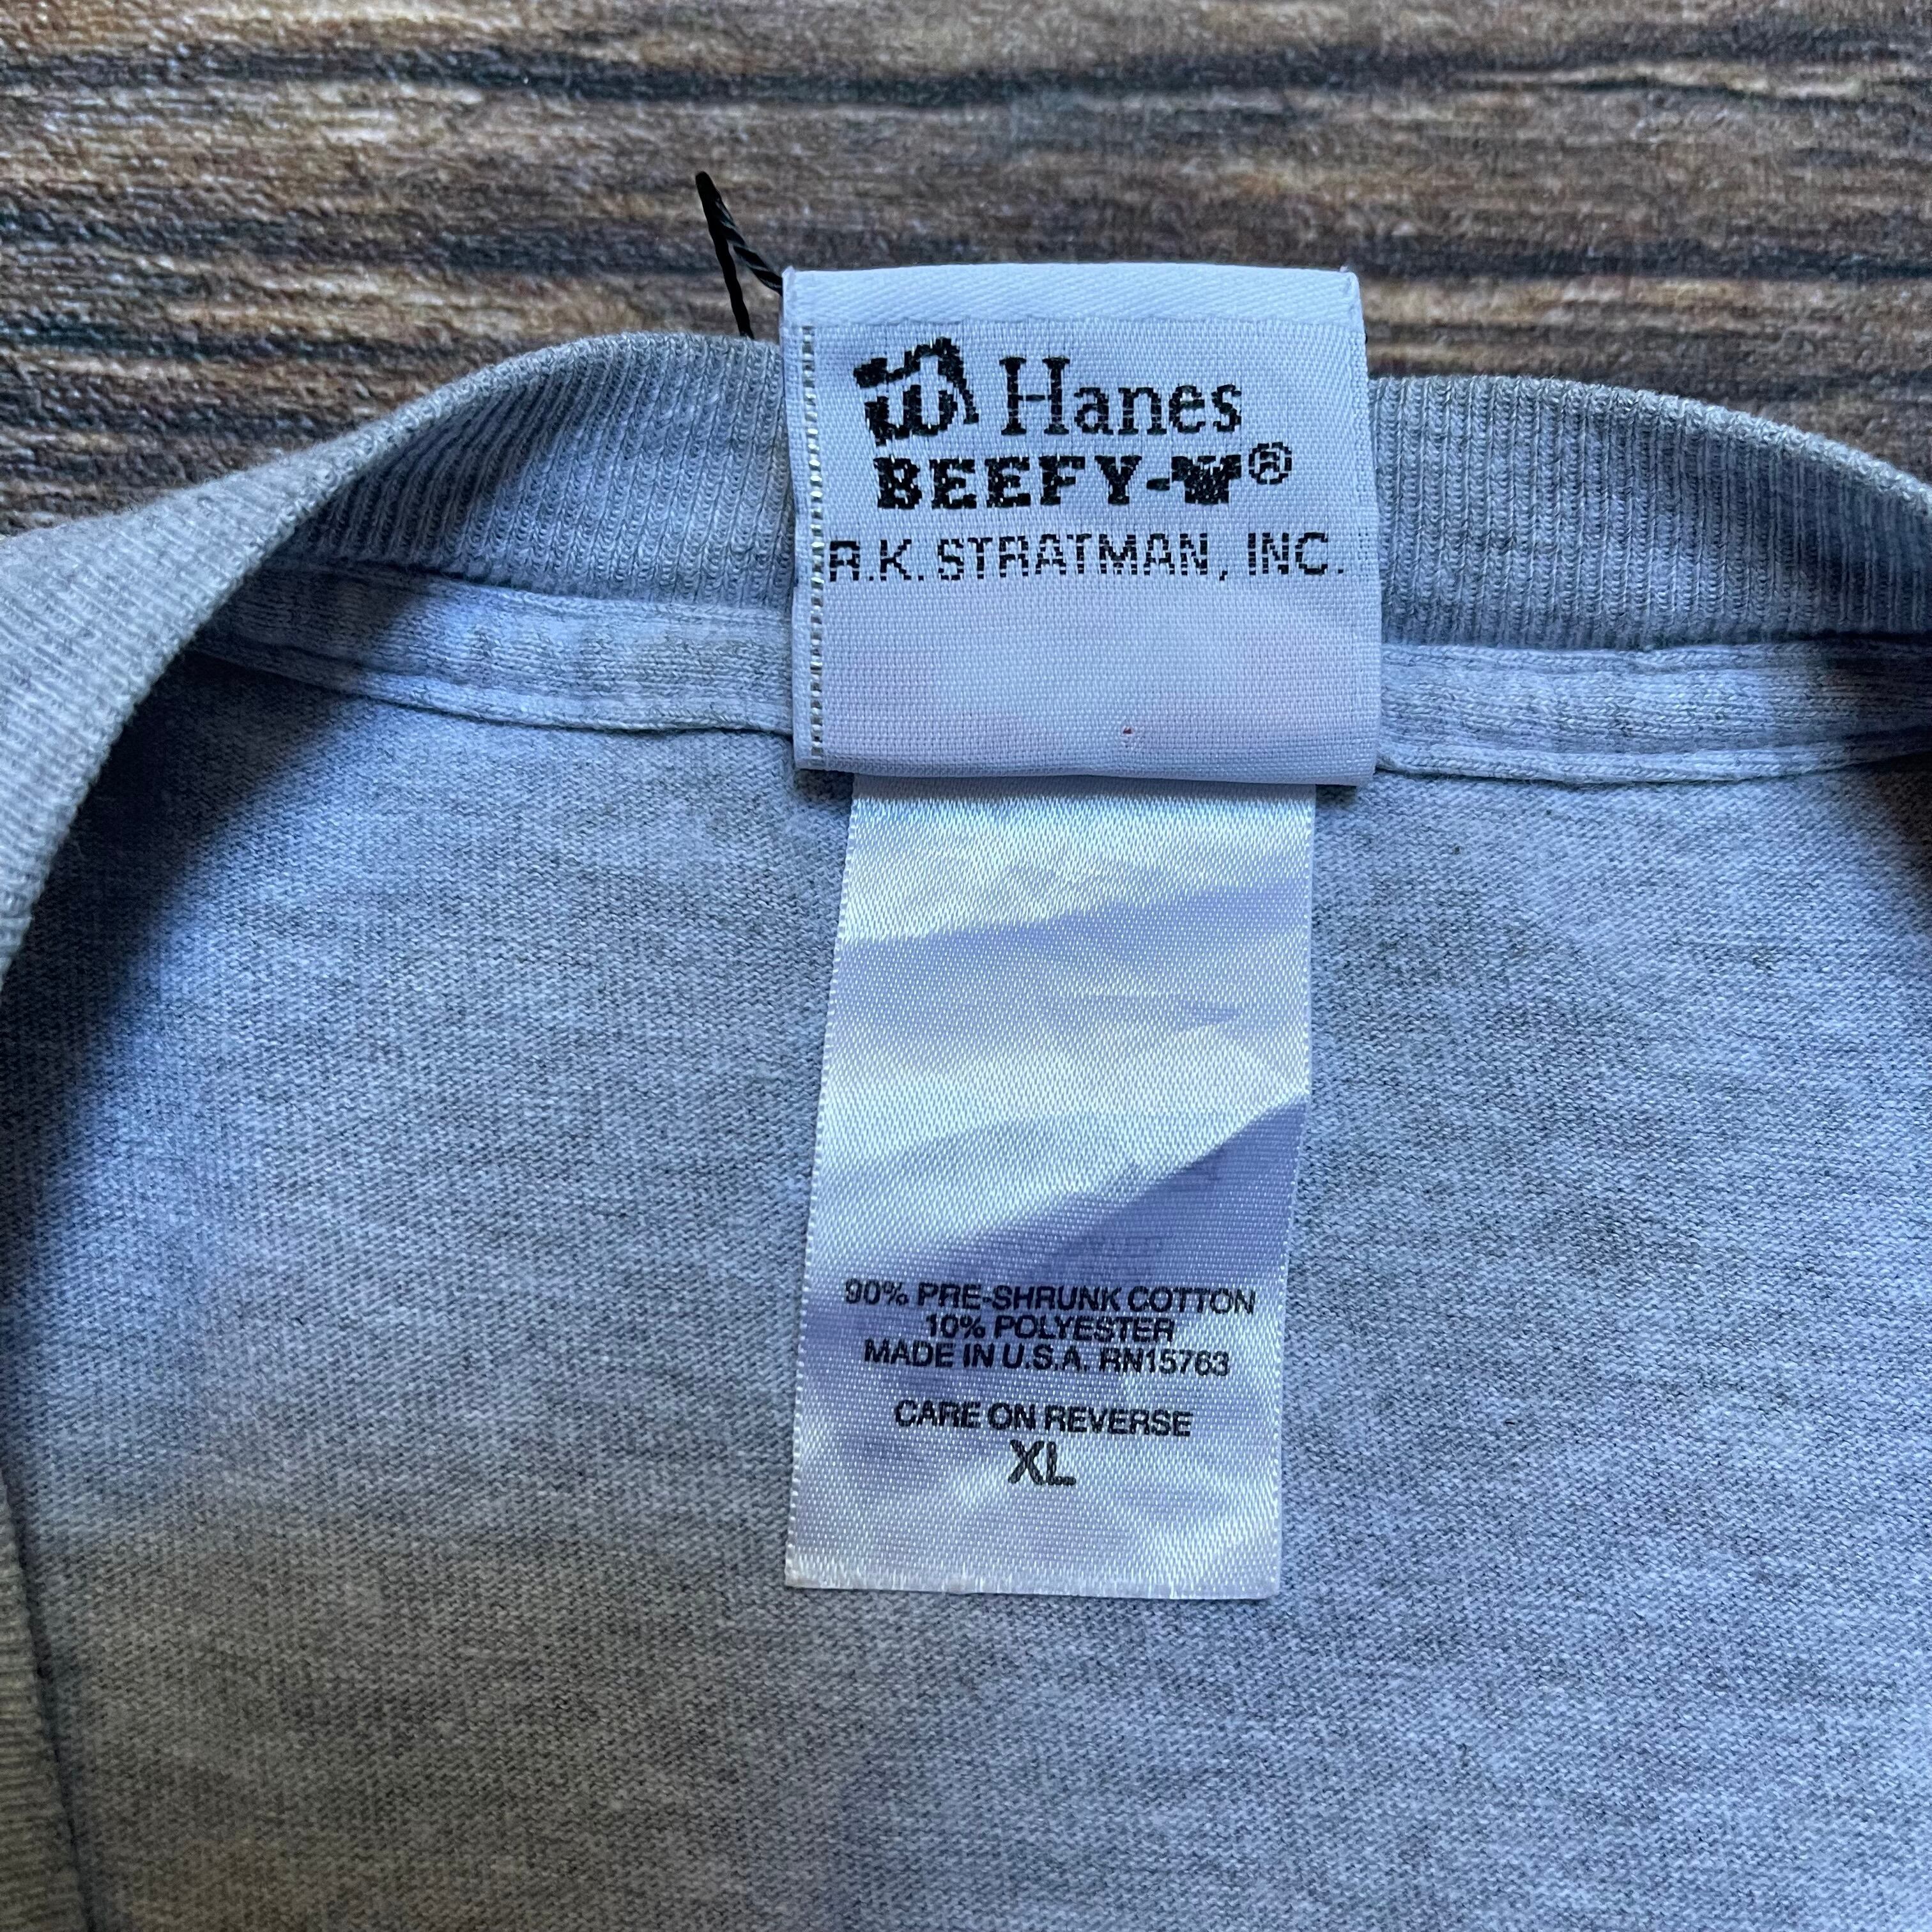 Hanes
BEEFY-T®
R.K. STRATMAN, INC.
90% PRE-SHRUNK COTTON
10% POLYESTER
MADE IN U.S.A. RN15763
CARE ON REVERSE
XL